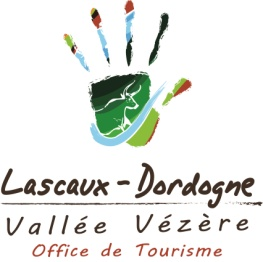 Lascaux - Dordogne
Vallée Vézère
Office de Tourisme